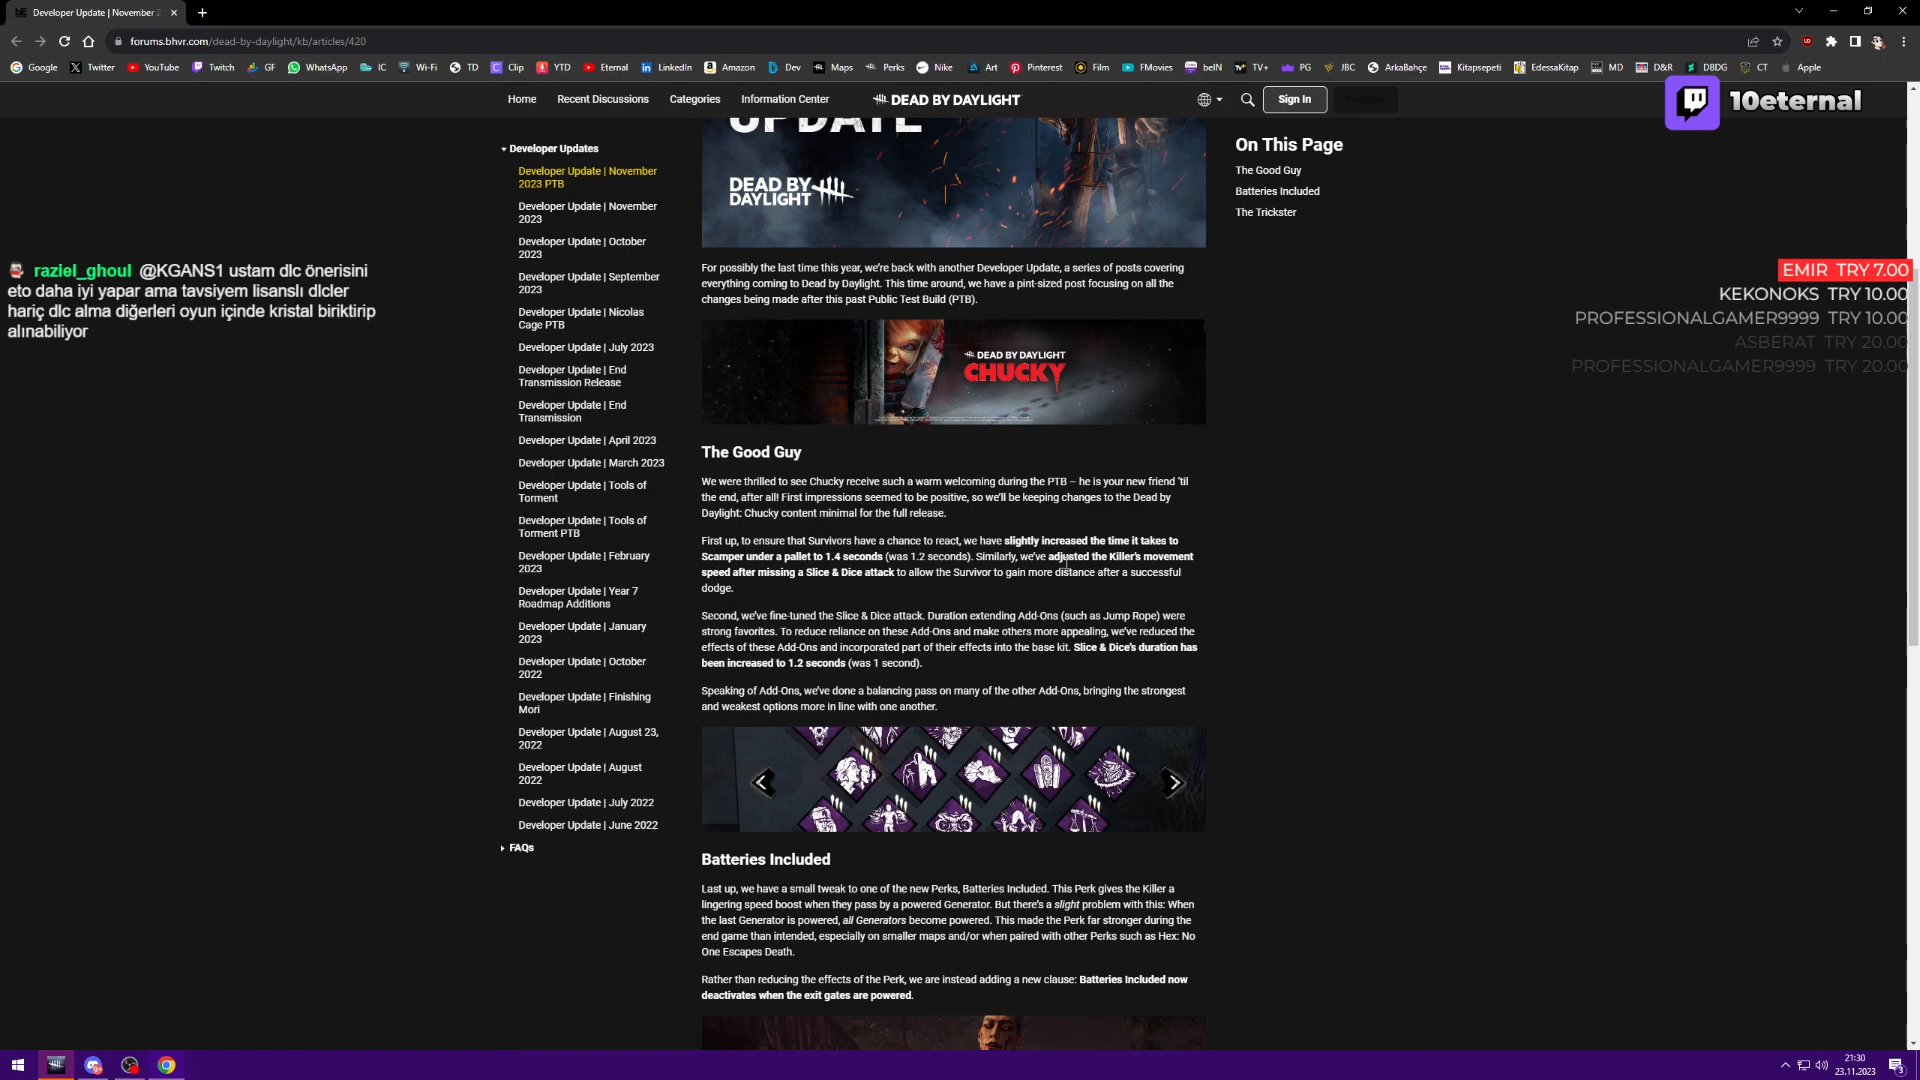 Developer Update | November 2
forums.bhvr.com/dead-by-daylight/kb/articles/420
Google Twitter YouTube Twitch GF WhatsApp IC Wi-Fi TD Clip YTD Eternal LinkedIn Amazon Dev Maps Perks Nike Art Pinterest Film FMovies beIN TV+ PG JBC ArkaBahçe Kitapsepeti EdessaKitap MD D&R DBDG CT Apple
Home Recent Discussions Categories Information Center DEAD BY DAYLIGHT Sign In Register
10eternal
Developer Updates
Developer Update | November
2023 PTB
Developer Update | November
2023
Developer Update | October
2023
Developer Update | September
2023
Developer Update | Nicolas
Cage PTB
Developer Update | July 2023
Developer Update | End
Transmission Release
Developer Update | End
Transmission
Developer Update | April 2023
Developer Update | March 2023
Developer Update | Tools of
Torment
Developer Update | Tools of
Torment PTB
Developer Update | February
2023
Developer Update | Year 7
Roadmap Additions
Developer Update | January
2023
Developer Update | October
2022
Developer Update | Finishing
Mori
Developer Update | August 23,
2022
Developer Update | August
2022
Developer Update | July 2022
Developer Update | June 2022
FAQs
raziel_ghoul @KGANS1 ustam dlc önerisini
eto daha iyi yapar ama tavsiyem lisanslı dlcler
hariç dlc alma diğerleri oyun içinde kristal biriktirip
alınabiliyor
UPDATE
DEAD BY
DAYLIGHT
For possibly the last time this year, we're back with another Developer Update, a series of posts covering
everything coming to Dead by Daylight. This time around, we have a pint-sized post focusing on all the
changes being made after this past Public Test Build (PTB).
DEAD BY DAYLIGHT
CHUCKY
The Good Guy
We were thrilled to see Chucky receive such a warm welcoming during the PTB – he is your new friend 'til
the end, after all! First impressions seemed to be positive, so we'll be keeping changes to the Dead by
Daylight: Chucky content minimal for the full release.
First up, to ensure that Survivors have a chance to react, we have slightly increased the time it takes to
Scamper under a pallet to 1.4 seconds (was 1.2 seconds). Similarly, we've adjusted the Killer's movement
speed after missing a Slice & Dice attack to allow the Survivor to gain more distance after a successful
dodge.
Second, we've fine-tuned the Slice & Dice attack. Duration extending Add-Ons (such as Jump Rope) were
strong favorites. To reduce reliance on these Add-Ons and make others more appealing, we've reduced the
effects of these Add-Ons and incorporated part of their effects into the base kit. Slice & Dice's duration has
been increased to 1.2 seconds (was 1 second).
Speaking of Add-Ons, we've done a balancing pass on many of the other Add-Ons, bringing the strongest
and weakest options more in line with one another.
Batteries Included
Last up, we have a small tweak to one of the new Perks, Batteries Included. This Perk gives the Killer a
lingering speed boost when they pass by a powered Generator. But there's a slight problem with this: When
the last Generator is powered, all Generators become powered. This made the Perk far stronger during the
end game than intended, especially on smaller maps and/or when paired with other Perks such as Hex: No
One Escapes Death.
Rather than reducing the effects of the Perk, we are instead adding a new clause: Batteries Included now
deactivates when the exit gates are powered.
On This Page
The Good Guy
Batteries Included
The Trickster
EMIR TRY 7.00
KEKONOKS TRY 10.00
PROFESSIONALGAMER9999 TRY 10.00
ASBERAT TRY 20.00
PROFESSIONALGAMER9999 TRY 20.00
21:30
23.11.2023